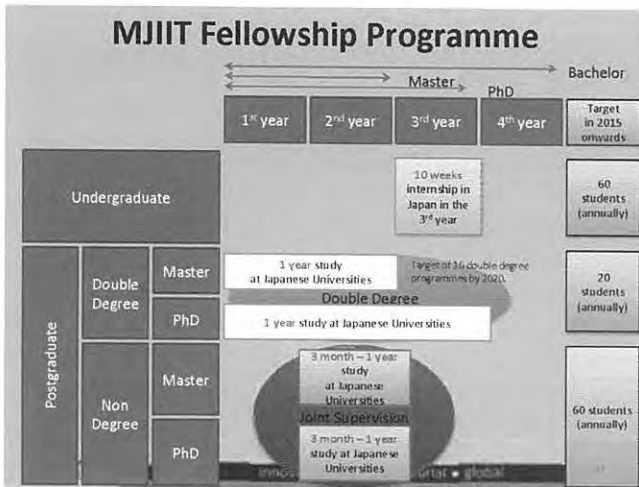 MJIIT Fellowship Programme
Bachelor
Master
PhD
1st year
2nd year
3rd year
4th year
Target
in 2015
onwards
Undergraduate
10 weeks
internship in
Japan in the
3rd year
60
students
(annually)
Postgraduate
Double
Degree
Master
1 year study
at Japanese Universities
Target of 16 double degree
programmes by 2020.
Double Degree
PhD
1 year study at Japanese Universities
20
students
(annually)
Non
Degree
Master
3 month – 1 year
study
at Japanese
Universities
Joint Supervision
PhD
3 month – 1 year
study at Japanese
Universities
60 students
(annually)
global